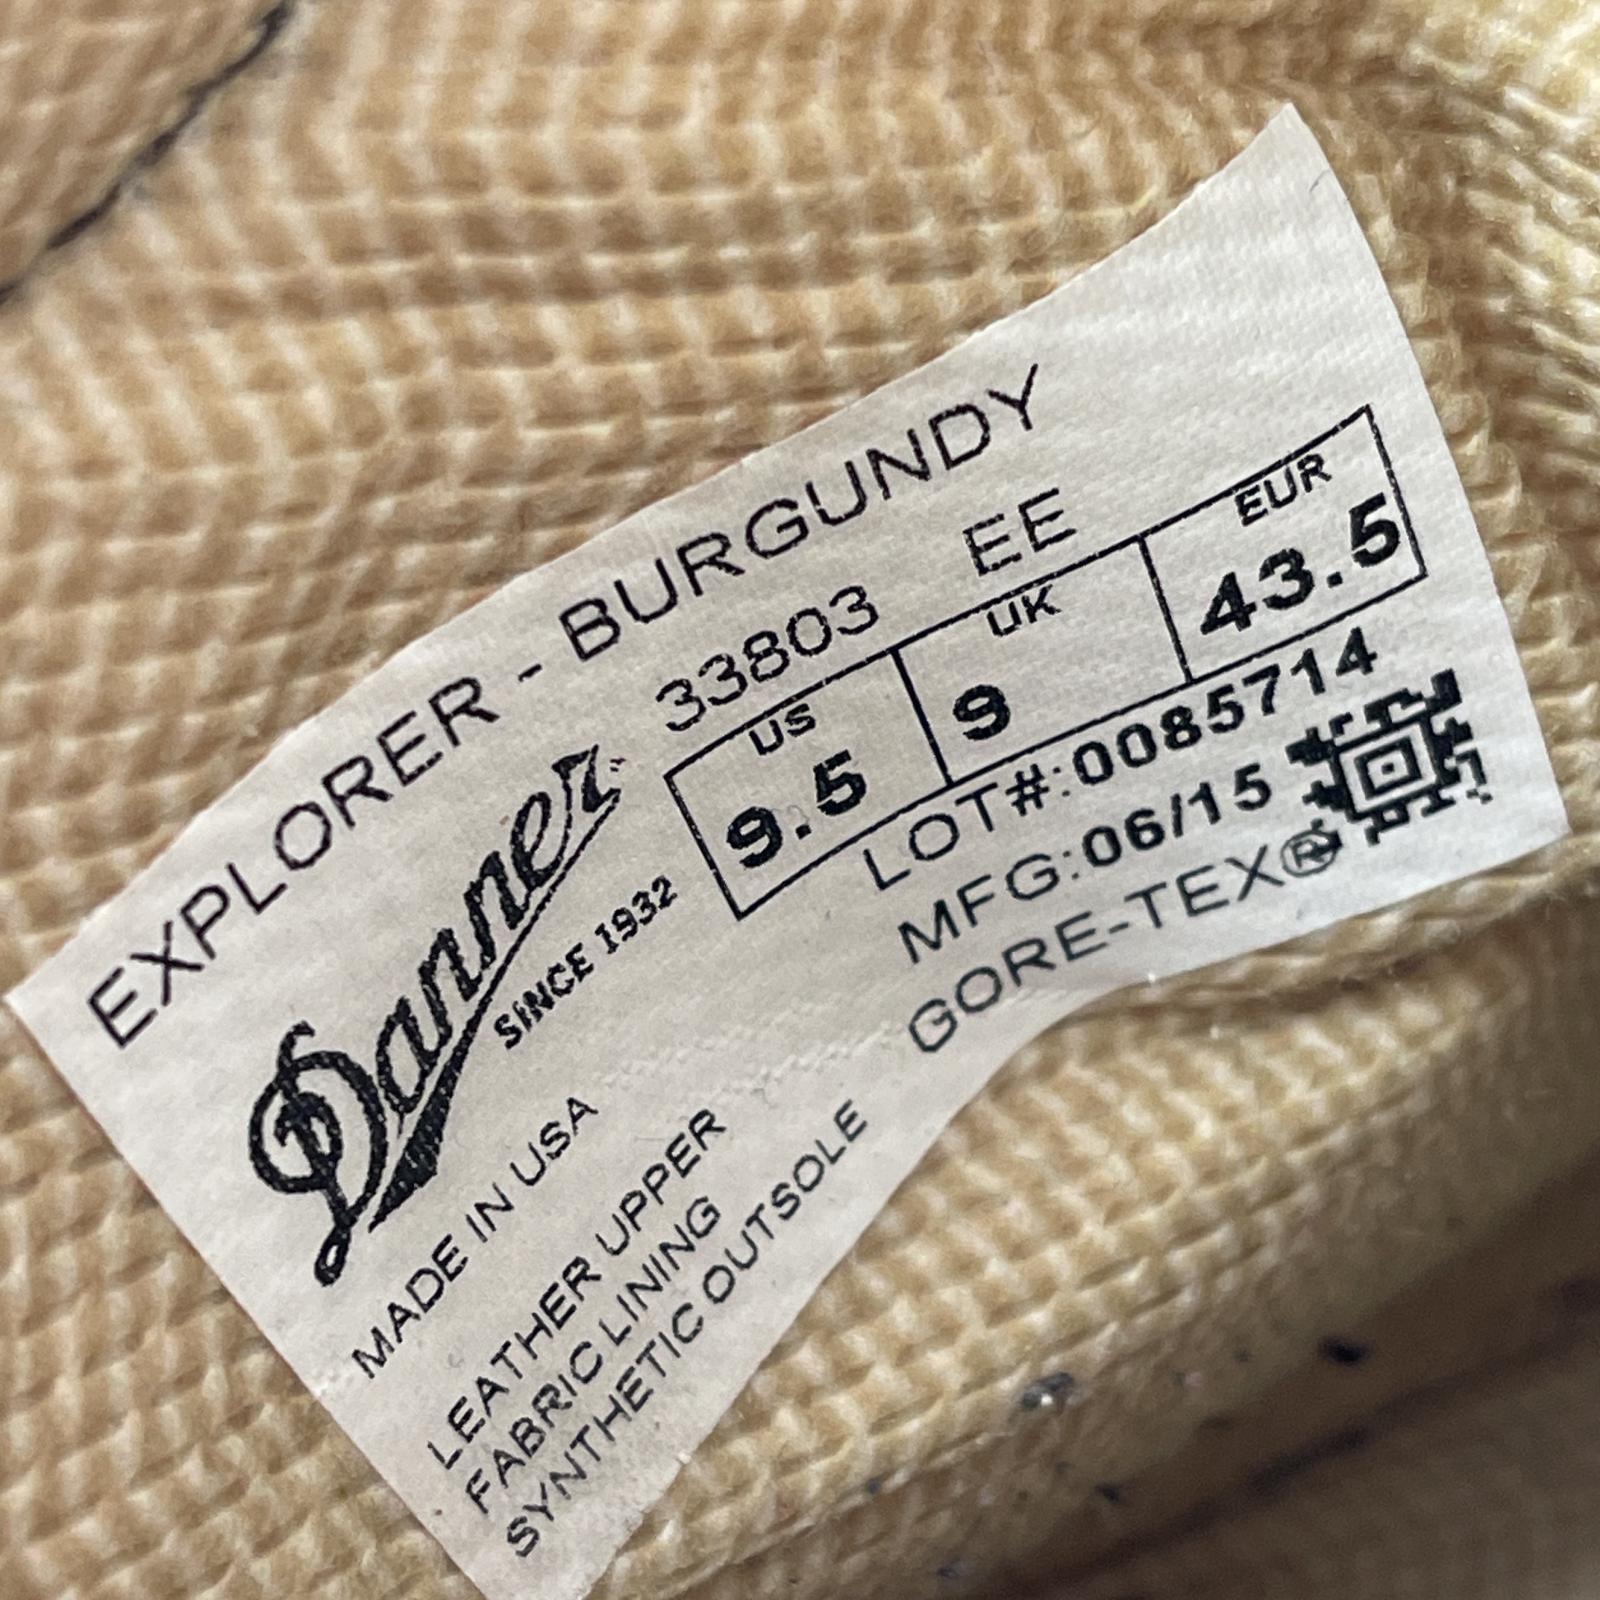 EXPLORER - BURGUNDY
33803 EE
US UK EUR
9.5 9 43.5
Danner
SINCE 1932
LOT#:0085714
MFG:06/15
GORE-TEX®
MADE IN USA
LEATHER UPPER
FABRIC LINING
SYNTHETIC OUTSOLE